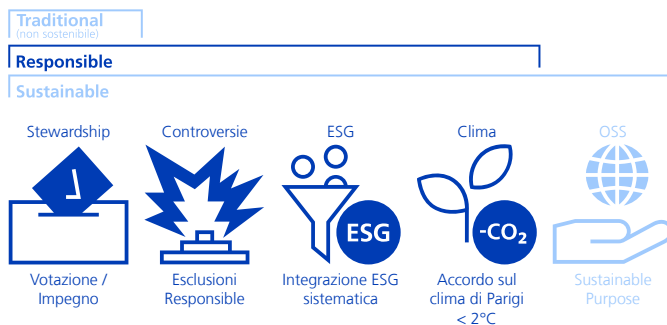 Traditional
(non sostenibile)
Responsible
Sustainable
Stewardship
Controversie
ESG
Clima
OSS
ESG
-CO₂
Votazione /
Impegno
Esclusioni
Responsible
Integrazione ESG
sistematica
Accordo sul
clima di Parigi
< 2°C
Sustainable
Purpose